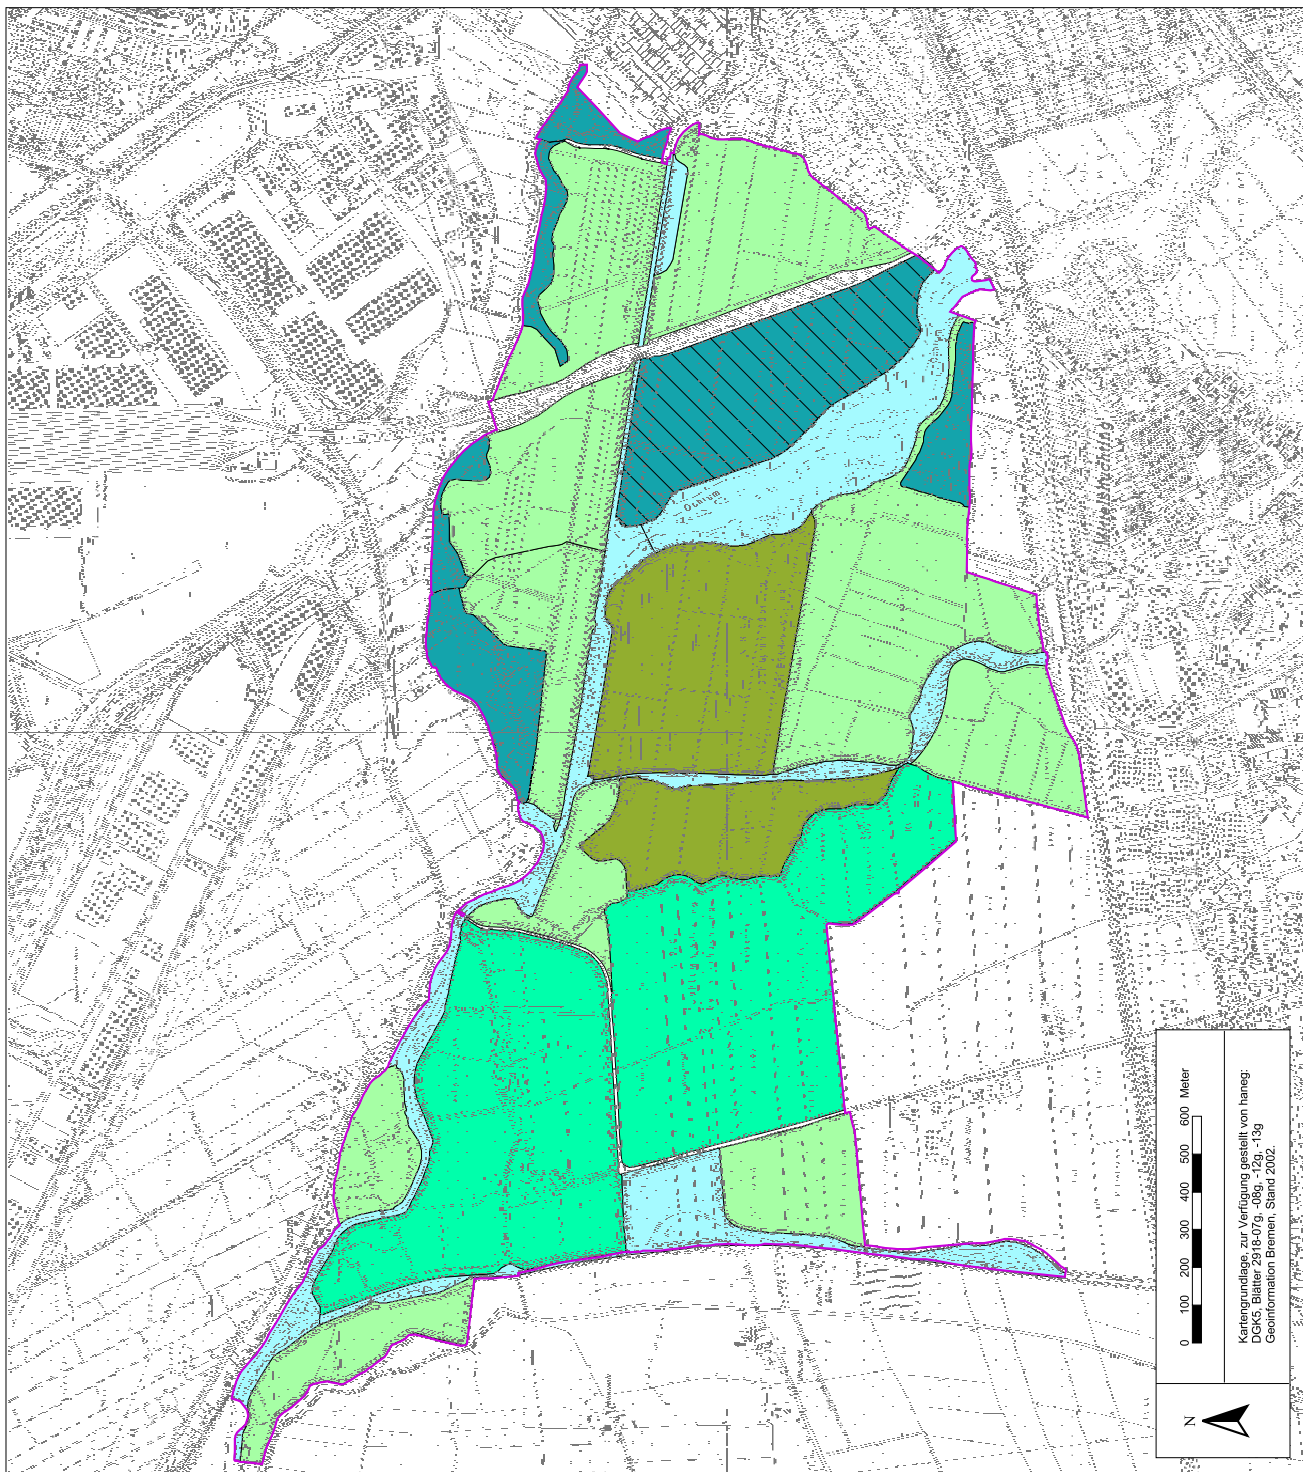 Ochtum
0 100 200 300 400 500 600 Meter
Kartengrundlage, zur Verfügung gestellt von haneg:
DGK5, Blätter 2918-07g, -08g, -12g, -13g
Geoinformation Bremen, Stand 2002.
N